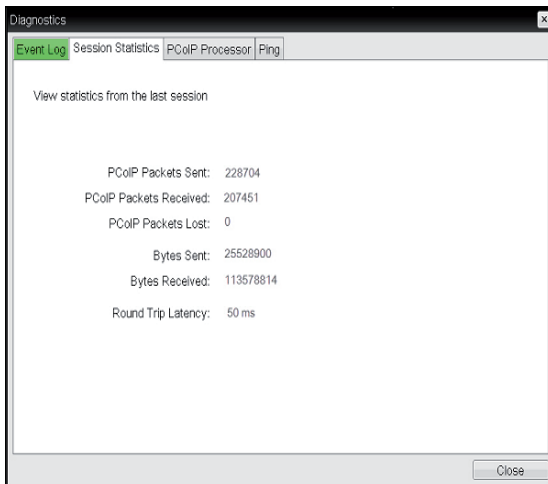 Diagnostics
Event Log Session Statistics PCoIP Processor Ping
View statistics from the last session
PCoIP Packets Sent: 228704
PCoIP Packets Received: 207451
PCoIP Packets Lost: 0
Bytes Sent: 25528900
Bytes Received: 113578814
Round Trip Latency: 50 ms
Close